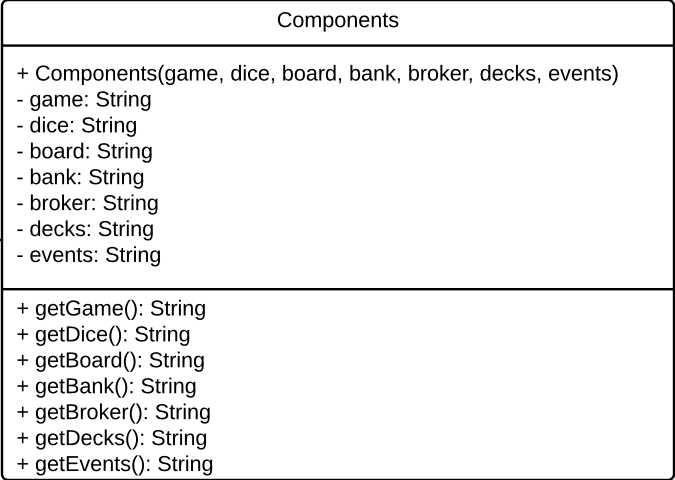 Components
+ Components(game, dice, board, bank, broker, decks, events)
- game: String
- dice: String
- board: String
- bank: String
- broker: String
- decks: String
- events: String
+ getGame(): String
+ getDice(): String
+ getBoard(): String
+ getBank(): String
+ getBroker(): String
+ getDecks(): String
+ getEvents(): String